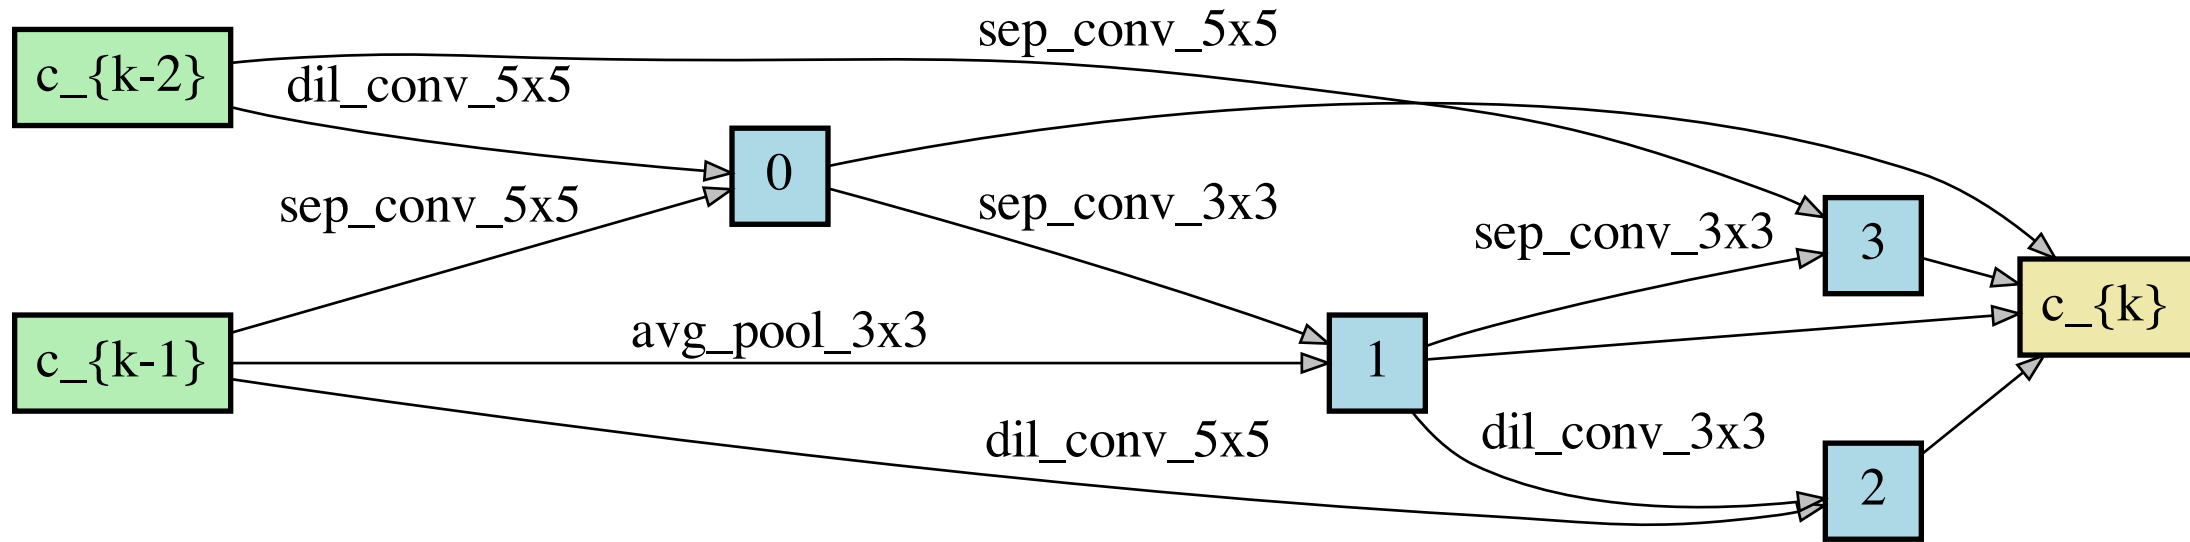 sep_conv_5x5
c_{k-2}
dil_conv_5x5
0
sep_conv_5x5
sep_conv_3x3
sep_conv_3x3
3
c_{k}
avg_pool_3x3
c_{k-1}
1
dil_conv_5x5
dil_conv_3x3
2